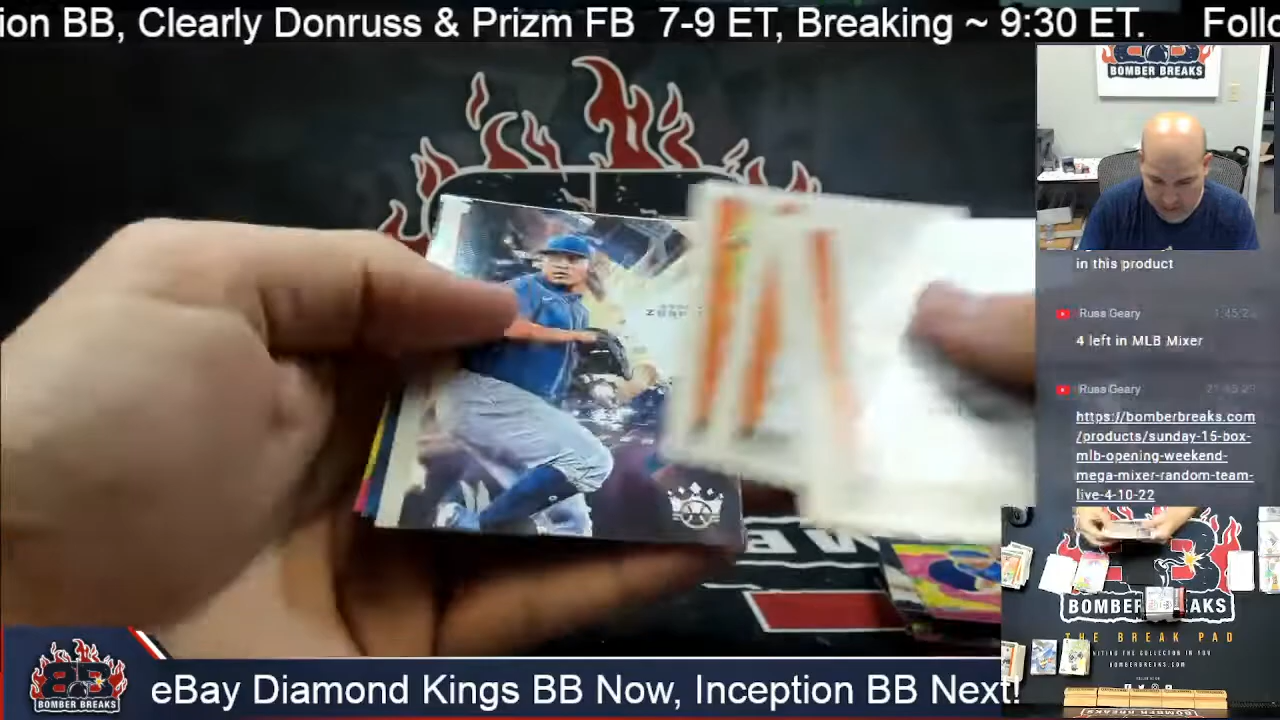 ion BB, Clearly Donruss & Prizm FB 7-9 ET, Breaking ~ 9:30 ET. Follo
BOMBER BREAKS
in this product
Russ Geary
4 left in MLB Mixer
Russ Geary
https://bomberbreaks.com
/products/sunday-15-box-
mlb-opening-weekend-
mega-mixer-random-team-
live-4-10-22
BOMBER BREAKS
THE BREAK PAD
BOMBERBREAKS.COM
BOMBER BREAKS
eBay Diamond Kings BB Now, Inception BB Next!